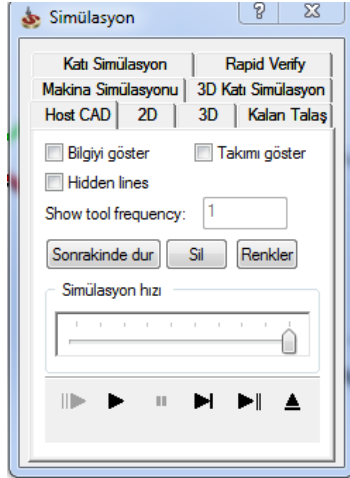 Simülasyon
Katı Simülasyon Rapid Verify
Makina Simülasyonu 3D Katı Simülasyon
Host CAD 2D 3D Kalan Talaş
Bilgiyi göster Takımı göster
Hidden lines
Show tool frequency: 1
Sonrakinde dur Sil Renkler
Simülasyon hızı